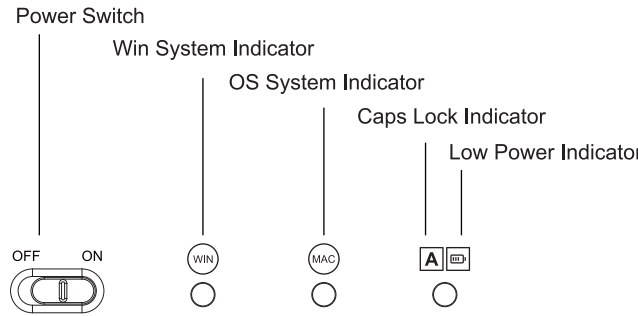 Power Switch
Win System Indicator
OS System Indicator
Caps Lock Indicator
Low Power Indicator
OFF ON
WIN
MAC
A